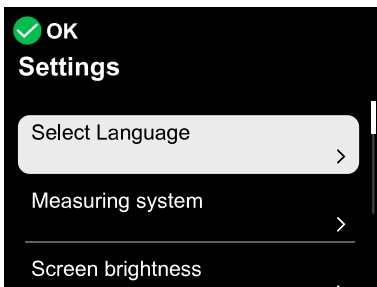 OK
Settings
Select Language
Measuring system
Screen brightness